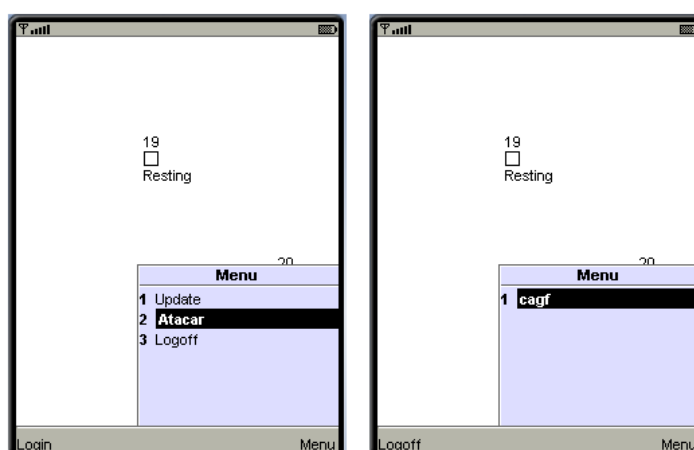 19
Resting
20
Menu
1 Update
2 Atacar
3 Logoff
Login Menu
19
Resting
20
Menu
1 cagf
Logoff Menu